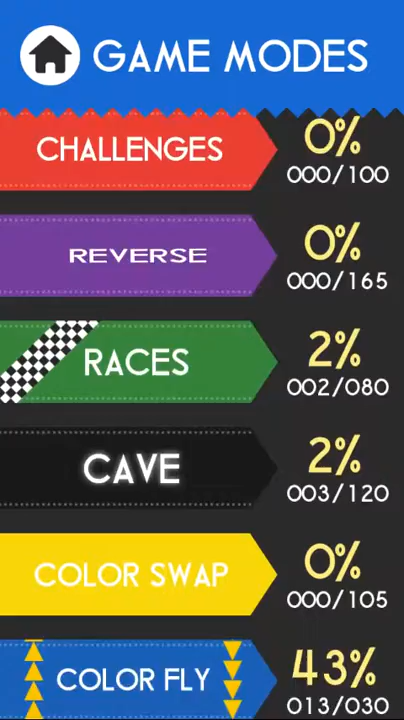 GAME MODES
CHALLENGES
0%
000/100
REVERSE
0%
000/165
RACES
2%
002/080
CAVE
2%
003/120
COLOR SWAP
0%
000/105
COLOR FLY
43%
013/030